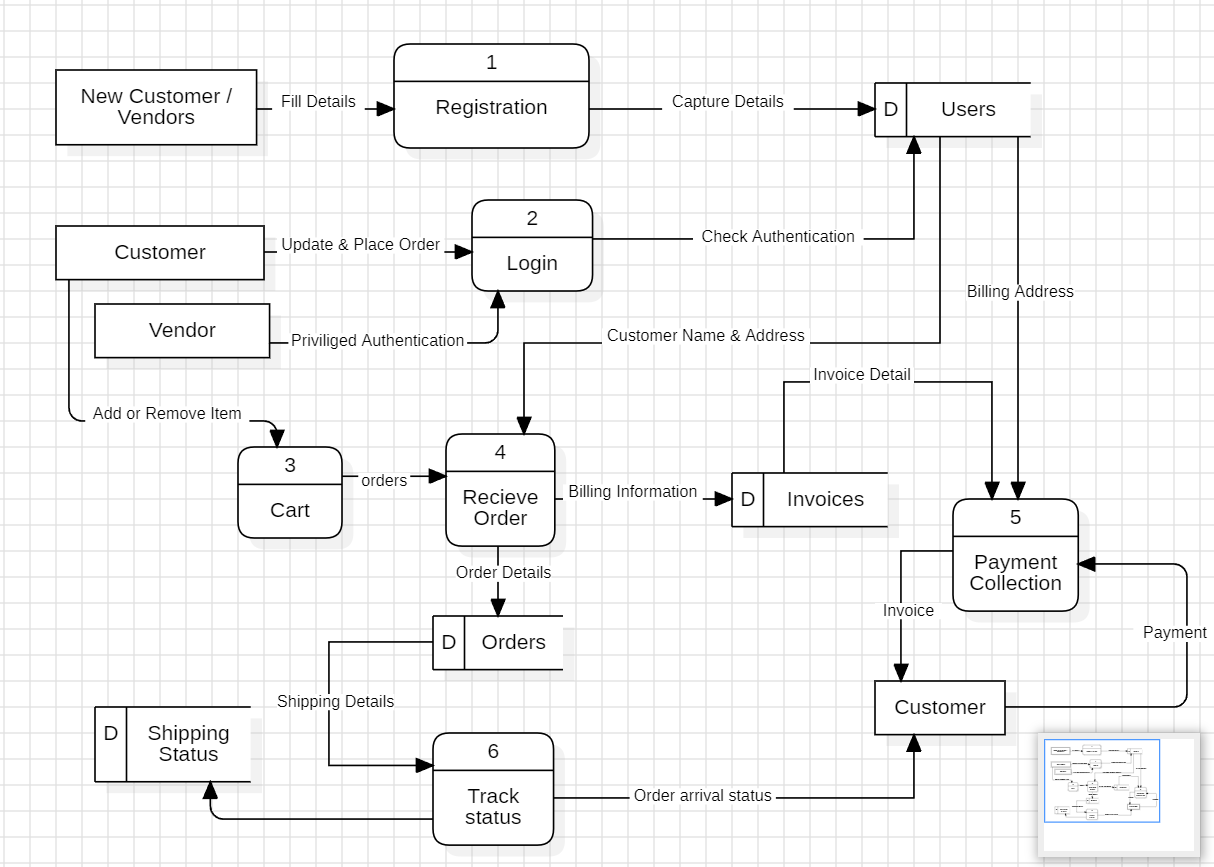 1
New Customer /
Vendors
Fill Details
Registration
Capture Details
D
Users
2
Customer
Update & Place Order
Login
Check Authentication
Billing Address
Vendor
Priviliged Authentication
Customer Name & Address
Invoice Detail
Add or Remove Item
3
Cart
orders
4
Recieve
Order
Billing Information
D
Invoices
5
Payment
Collection
Order Details
Invoice
Payment
D
Orders
Shipping Details
Customer
D
Shipping
Status
6
Track
status
Order arrival status